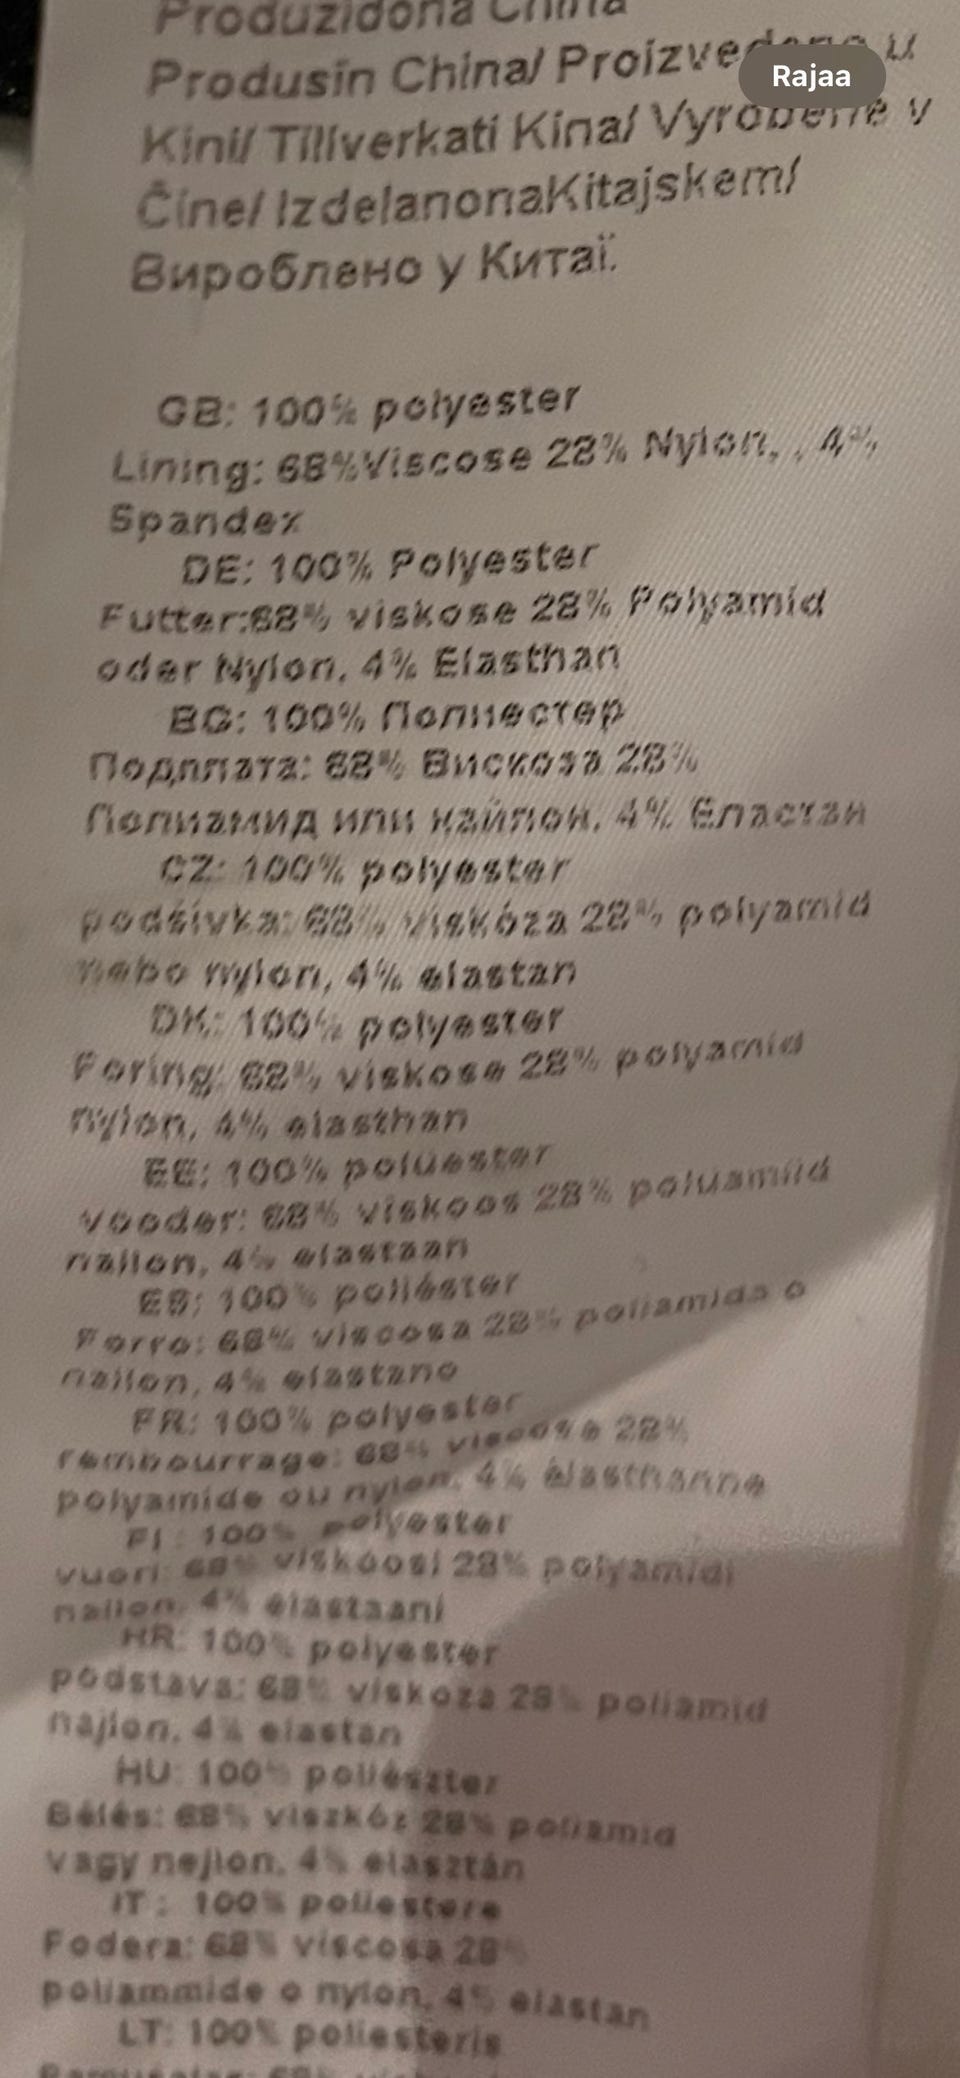 Produzidona China
Produsin China/ Proizvedeno u
Rajaa
Kini/ Tillverkati Kina/ Vyrobené v
Číne/ IzdelanonaKitajskem/
Вироблено у Китаї.
GB: 100% polyester
Lining: 68%Viscose 28% Nylon, , 4%
Spandex
DE: 100% Polyester
Futter:68% viskose 28% Polyamid
oder Nylon, 4% Elasthan
BG: 100% Полиестер
Подплата: 68% Вискоза 28%
Полиамид или найлон, 4% Еластан
CZ: 100% polyester
podšívka: 68% viskóza 28% polyamid
nebo nylon, 4% elastan
DK: 100% polyester
Foring: 68% viskose 28% polyamid
nylon, 4% elasthan
EE: 100% polüester
vooder: 68% viskoos 28% polüamiid
nailon, 4% elastaan
ES: 100% poliéster
Forro: 68% viscosa 28% poliamida o
nailon, 4% elastano
FR: 100% polyester
rembourrage: 68% viscose 28%
polyamide ou nylon, 4% élasthanne
FI : 100% polyester
vuori: 68% viskoosi 28% polyamidi
nailon, 4% elastaani
HR: 100% polyester
podstava: 68% viskoza 28% poliamid
najlon, 4% elastan
HU: 100% poliészter
Bélés: 68% viszkóz 28% poliamid
vagy nejlon, 4% elasztán
IT : 100% poliestere
Fodera: 68% viscosa 28%
poliammide o nylon, 4% elastan
LT: 100% poliesteris